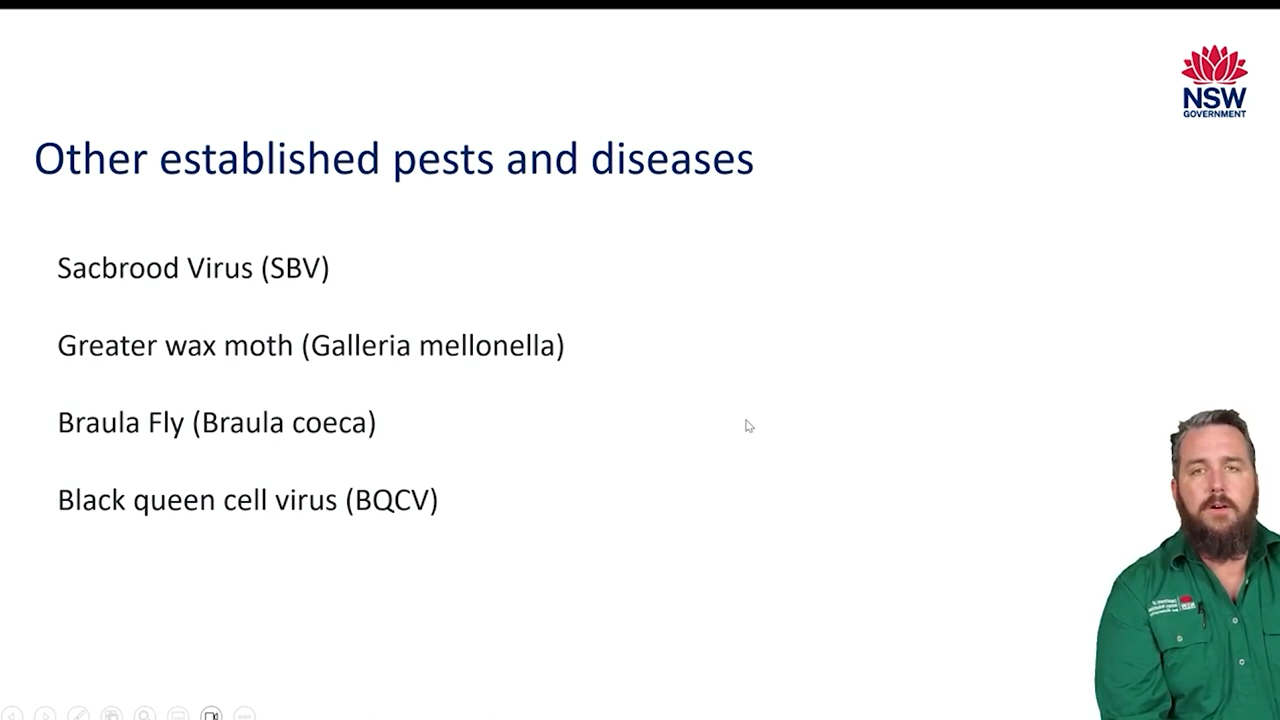 NSW
GOVERNMENT
Other established pests and diseases
Sacbrood Virus (SBV)
Greater wax moth (Galleria mellonella)
Braula Fly (Braula coeca)
Black queen cell virus (BQCV)